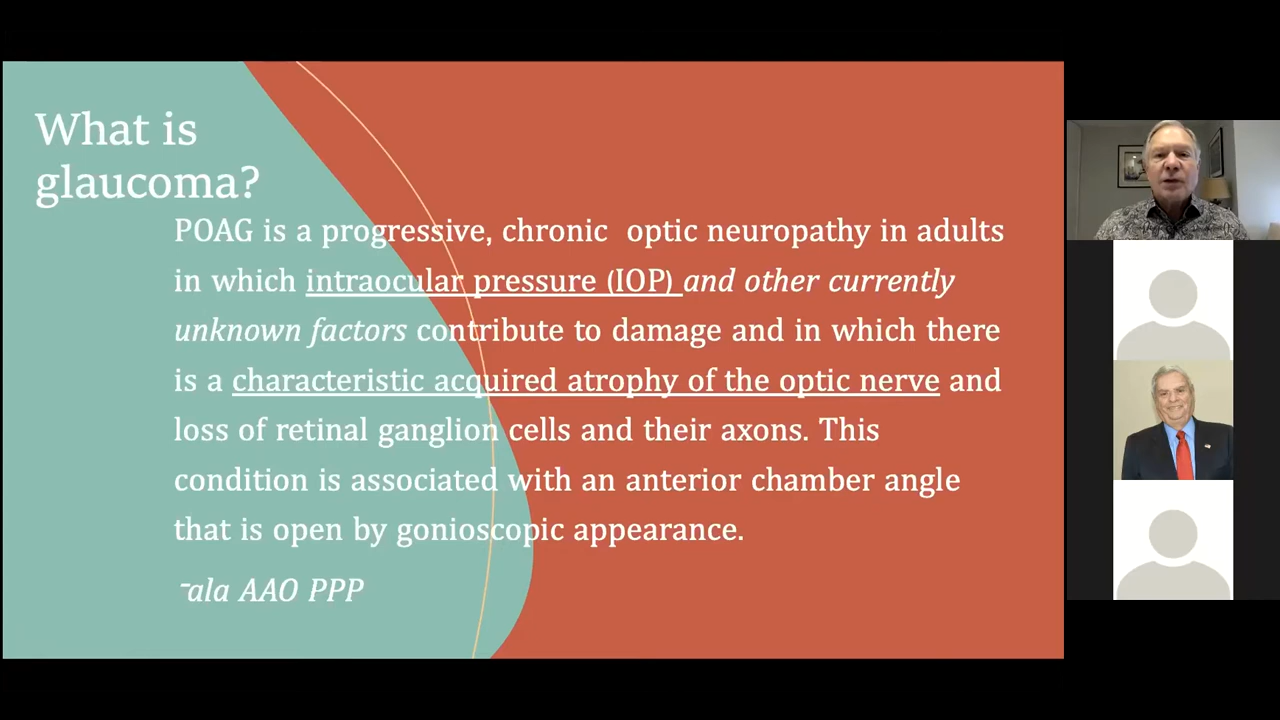 What is
glaucoma?
POAG is a progressive, chronic  optic neuropathy in adults
in which intraocular pressure (IOP) and other currently
unknown factors contribute to damage and in which there
is a characteristic acquired atrophy of the optic nerve and
loss of retinal ganglion cells and their axons. This
condition is associated with an anterior chamber angle
that is open by gonioscopic appearance.
-ala AAO PPP